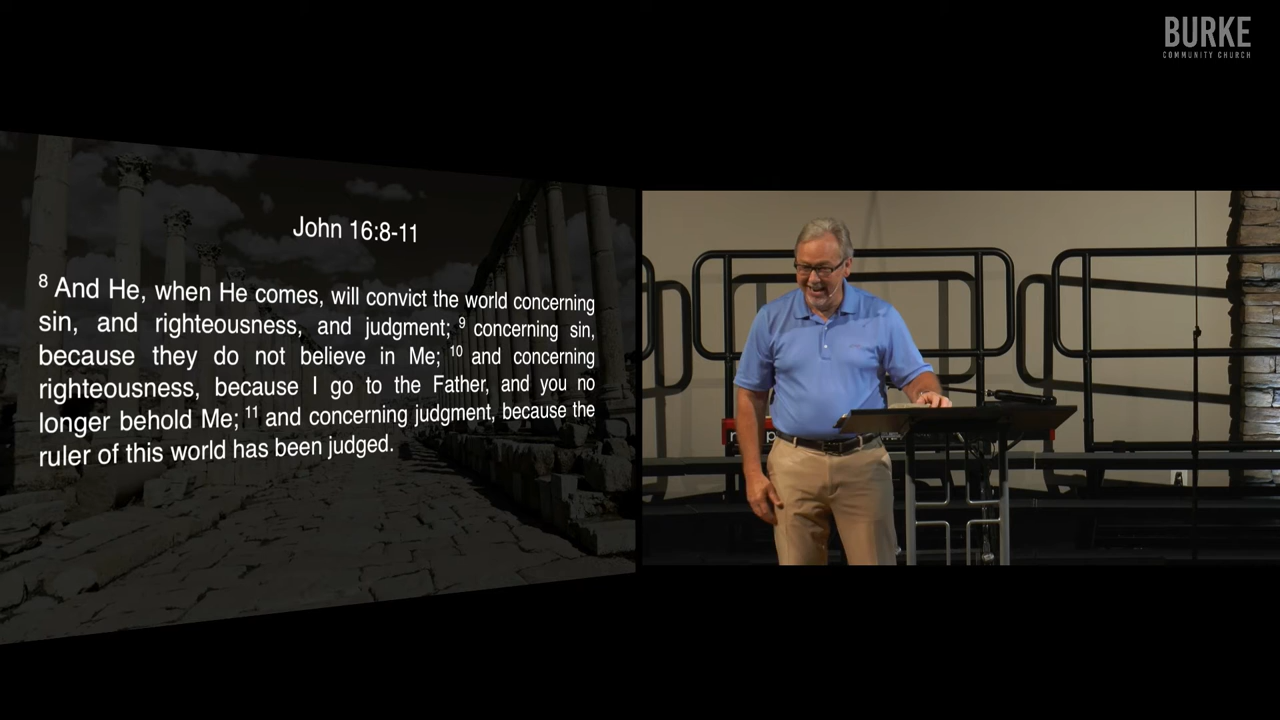 BURKE
COMMUNITY CHURCH
John 16:8-11
8 And He, when He comes, will convict the world concerning
sin, and righteousness, and judgment; 9 concerning sin,
because they do not believe in Me; 10 and concerning
righteousness, because I go to the Father, and you no
longer behold Me; 11 and concerning judgment, because the
ruler of this world has been judged.